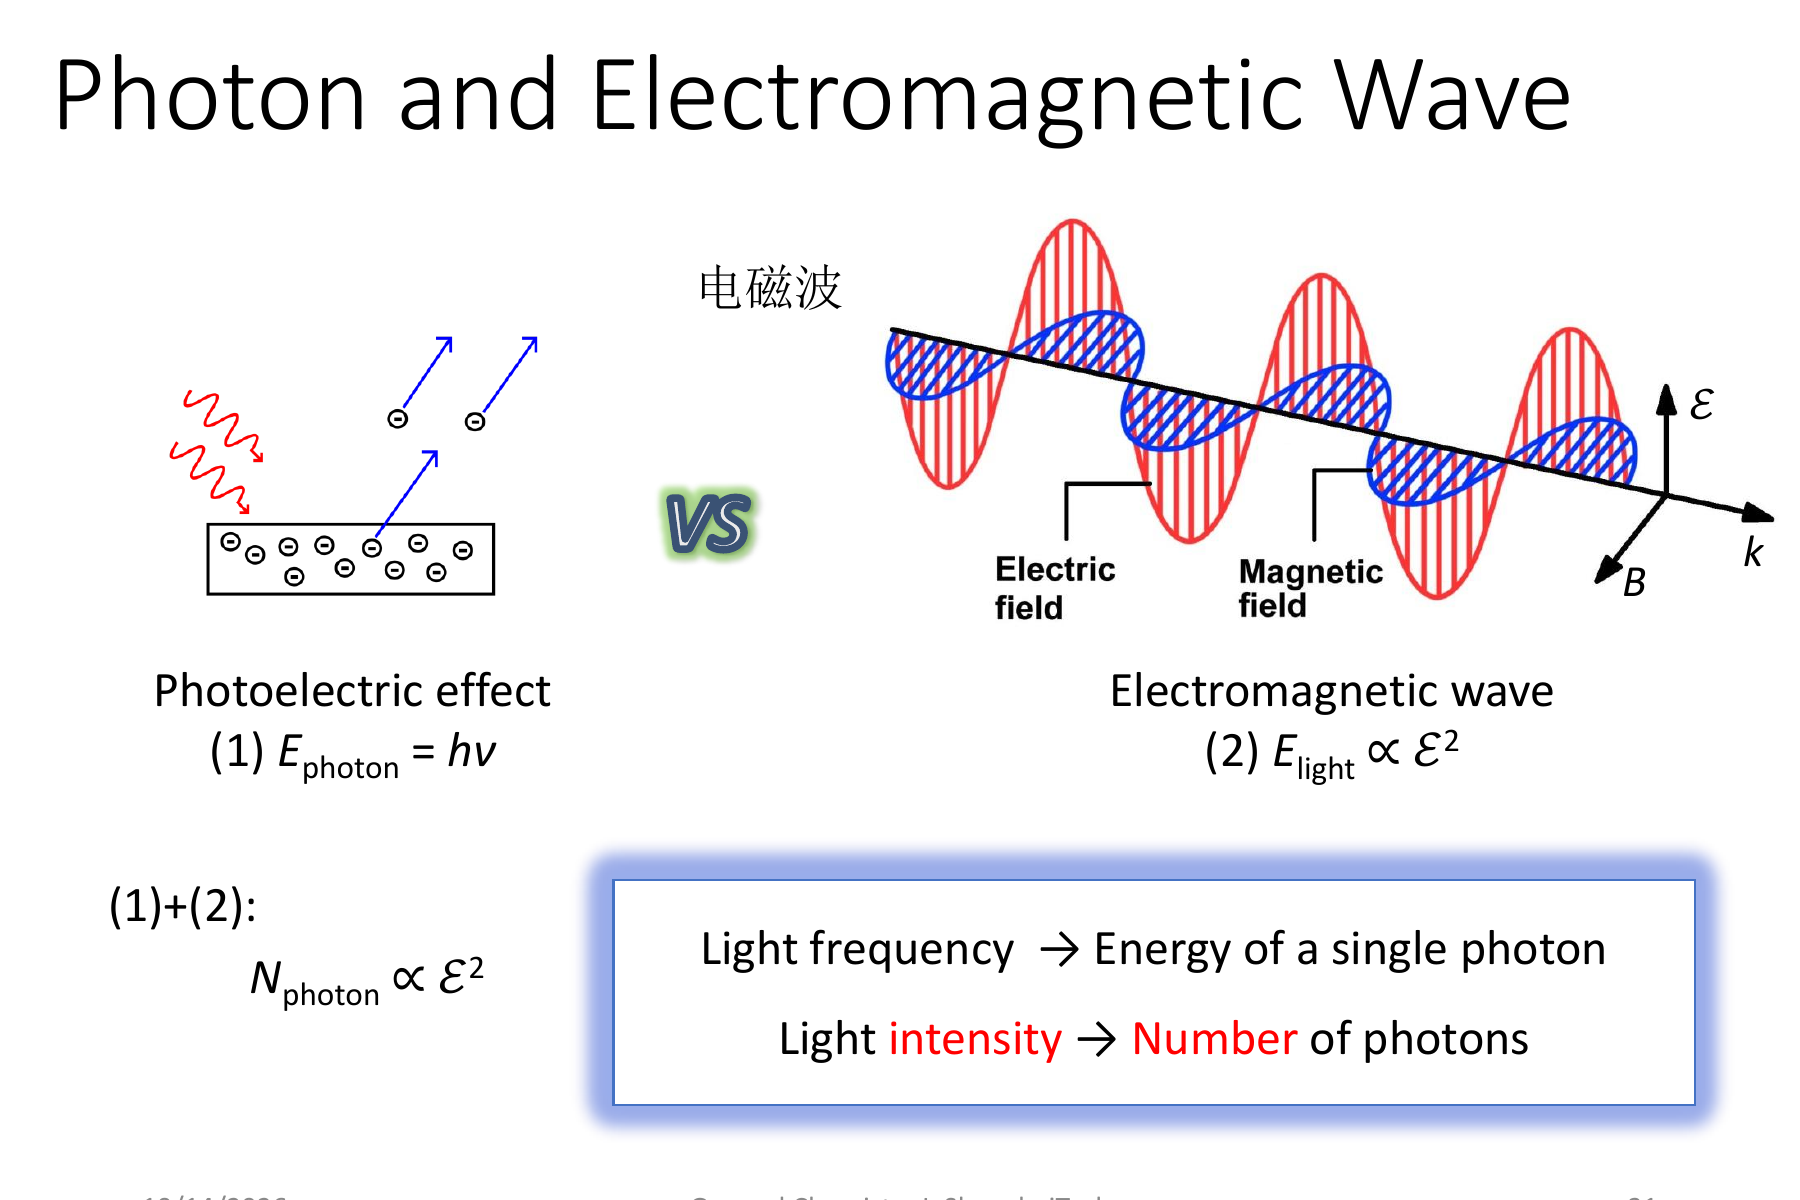 Photon and Electromagnetic Wave
电磁波
VS
Electric
field
Magnetic
field
ℰ
k
B
Photoelectric effect
(1) E_photon = hν
Electromagnetic wave
(2) E_light ∝ ℰ²
(1)+(2):
N_photon ∝ ℰ²
Light frequency → Energy of a single photon
Light intensity → Number of photons